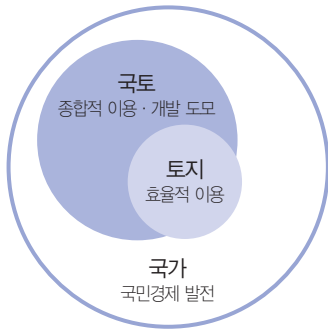 국토
종합적 이용 · 개발 도모
토지
효율적 이용
국가
국민경제 발전